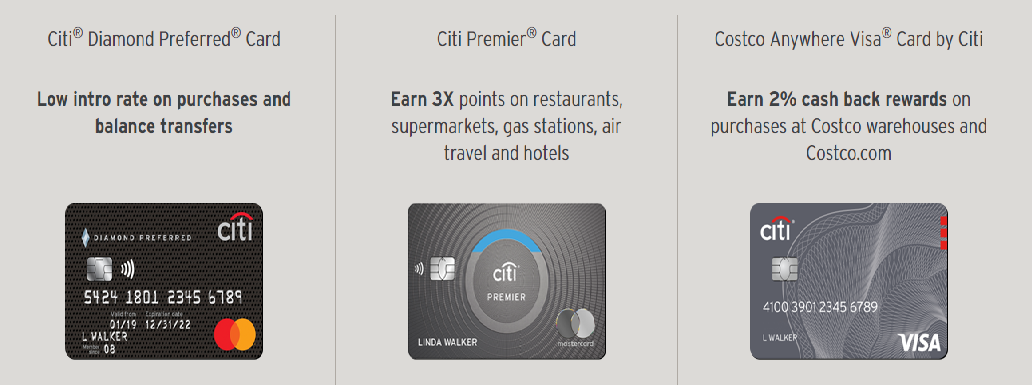 Citi® Diamond Preferred® Card
Low intro rate on purchases and
balance transfers
citi
DIAMOND PREFERRED
5424 1801 2345 6789
Valid from Expiration date
01/19 12/31/22
L WALKER
Member
08
Citi Premier® Card
Earn 3X points on restaurants,
supermarkets, gas stations, air
travel and hotels
citi
PREMIER
LINDA WALKER
mastercard
Costco Anywhere Visa® Card by Citi
Earn 2% cash back rewards on
purchases at Costco warehouses and
Costco.com
citi
4100 3901 2345 6789
L WALKER
VISA